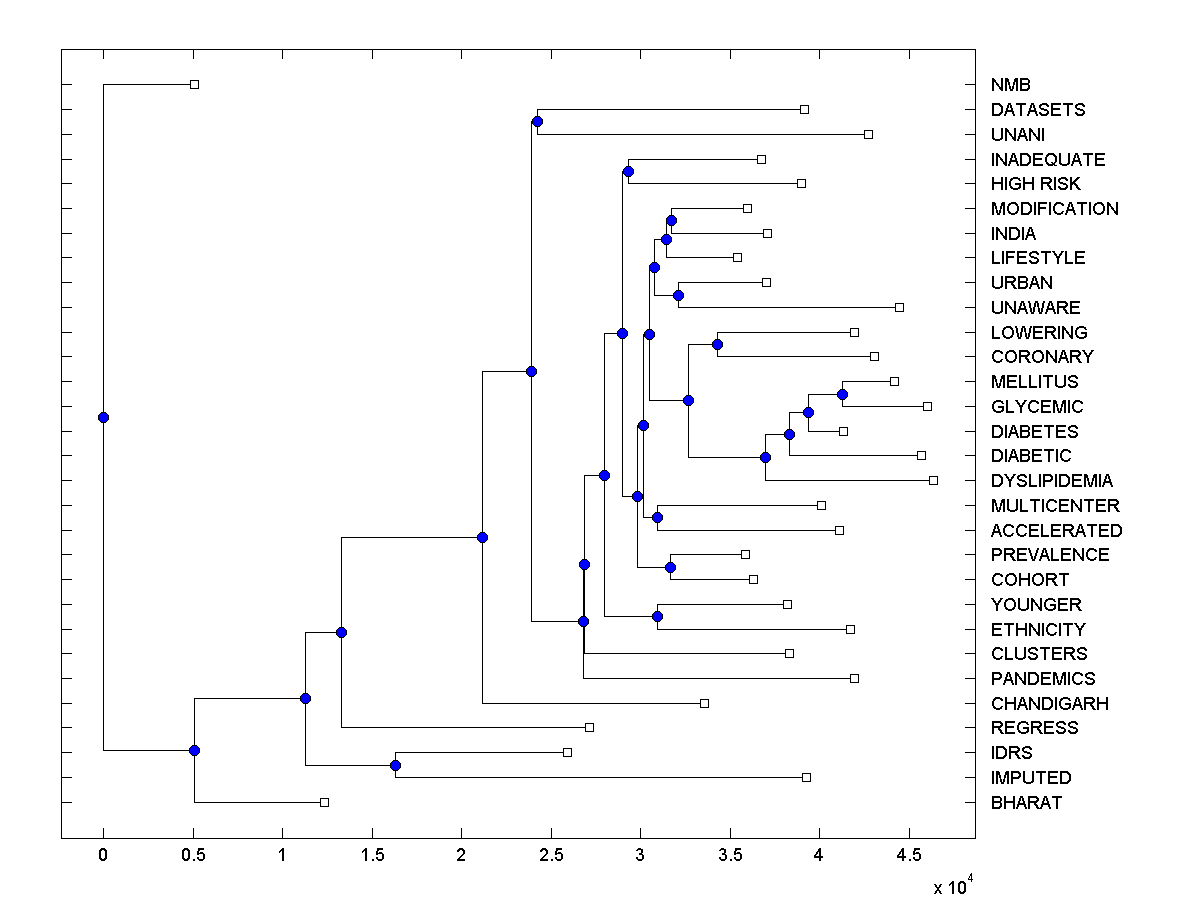 NMB
DATASETS
UNANI
INADEQUATE
HIGH RISK
MODIFICATION
INDIA
LIFESTYLE
URBAN
UNAWARE
LOWERING
CORONARY
MELLITUS
GLYCEMIC
DIABETES
DIABETIC
DYSLIPIDEMIA
MULTICENTER
ACCELERATED
PREVALENCE
COHORT
YOUNGER
ETHNICITY
CLUSTERS
PANDEMICS
CHANDIGARH
REGRESS
IDRS
IMPUTED
BHARAT
0 0.5 1 1.5 2 2.5 3 3.5 4 4.5
x 10^4